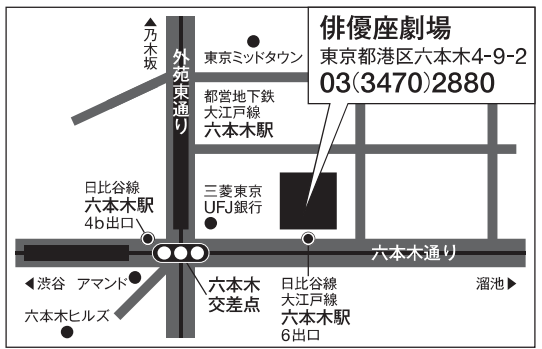 俳優座劇場
東京都港区六本木4-9-2
03(3470)2880
▲乃木坂
外苑東通り
東京ミッドタウン
都営地下鉄
大江戸線
六本木駅
日比谷線
六本木駅
4b出口
三菱東京
UFJ銀行
六本木通り
◀渋谷
アマンド
六本木
交差点
日比谷線
大江戸線
六本木駅
6出口
溜池▶
六本木ヒルズ